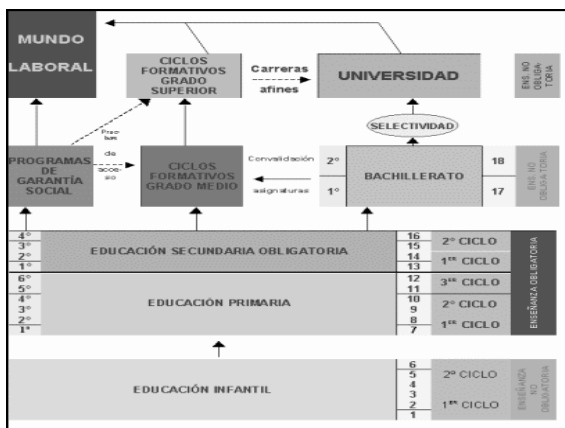 MUNDO
LABORAL
CICLOS
FORMATIVOS
GRADO
SUPERIOR
Carreras
afines
UNIVERSIDAD
ENS. NO
OBLIGA-
TORIA
SELECTIVIDAD
Pruebas
de
acceso
PROGRAMAS
DE
GARANTÍA
SOCIAL
CICLOS
FORMATIVOS
GRADO MEDIO
Convalidación
asignaturas
2º
1º
BACHILLERATO
18
17
ENS. NO
OBLIGATORIA
4º
3º
2º
1º
EDUCACIÓN SECUNDARIA OBLIGATORIA
16
15
14
13
2º CICLO
1er CICLO
6º
5º
4º
3º
2º
1º
EDUCACIÓN PRIMARIA
12
11
10
9
8
7
3er CICLO
2º CICLO
1er CICLO
ENSEÑANZA OBLIGATORIA
EDUCACIÓN INFANTIL
6
5
4
3
2
1
2º CICLO
1er CICLO
ENSEÑANZA
NO
OBLIGATORIA